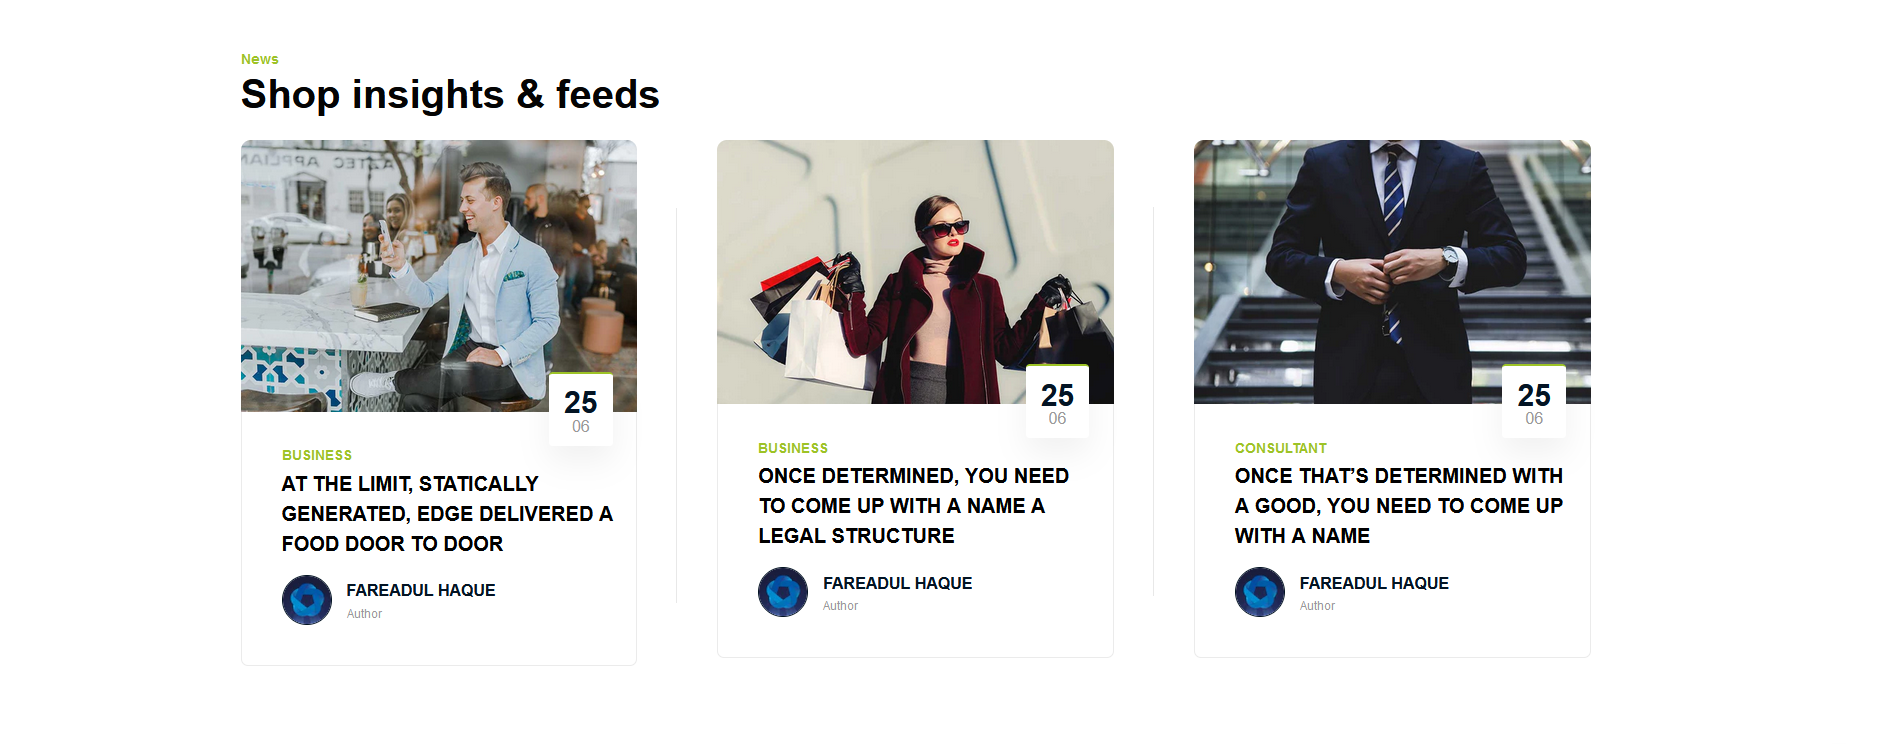 News
Shop insights & feeds
AZTEC APPLIAN
25
06
BUSINESS
AT THE LIMIT, STATICALLY
GENERATED, EDGE DELIVERED A
FOOD DOOR TO DOOR
FAREADUL HAQUE
Author
25
06
BUSINESS
ONCE DETERMINED, YOU NEED
TO COME UP WITH A NAME A
LEGAL STRUCTURE
FAREADUL HAQUE
Author
25
06
CONSULTANT
ONCE THAT’S DETERMINED WITH
A GOOD, YOU NEED TO COME UP
WITH A NAME
FAREADUL HAQUE
Author